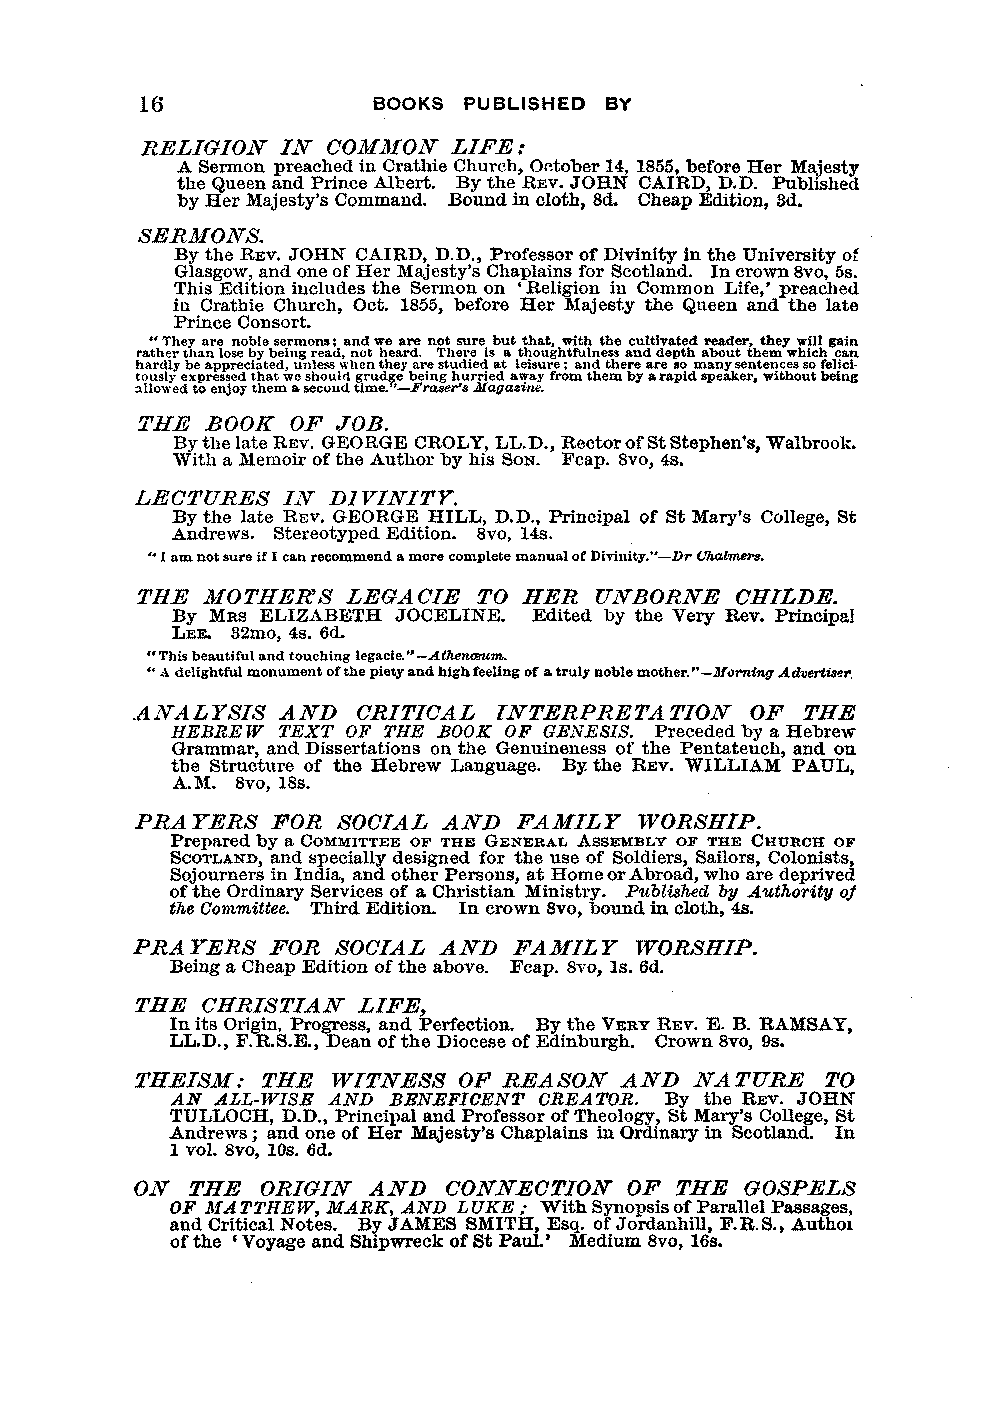 16 BOOKS PUBLISHED BY
RELIGION IN COMMON LIFE:
A Sermon preached in Crathie Church, October 14, 1855, before Her Majesty
the Queen and Prince Albert. By the REV. JOHN CAIRD, D.D. Published
by Her Majesty's Command. Bound in cloth, 8d. Cheap Edition, 3d.
SERMONS.
By the REV. JOHN CAIRD, D.D., Professor of Divinity in the University of
Glasgow, and one of Her Majesty's Chaplains for Scotland. In crown 8vo, 5s.
This Edition includes the Sermon on 'Religion in Common Life,' preached
in Crathie Church, Oct. 1855, before Her Majesty the Queen and the late
Prince Consort.
"They are noble sermons; and we are not sure but that, with the cultivated reader, they will gain
rather than lose by being read, not heard. There is a thoughtfulness and depth about them which can
hardly be appreciated, unless when they are studied at leisure; and there are so many sentences so felici-
tously expressed that we should grudge being hurried away from them by a rapid speaker, without being
allowed to enjoy them a second time."—Fraser's Magazine.
THE BOOK OF JOB.
By the late REV. GEORGE CROLY, LL.D., Rector of St Stephen's, Walbrook.
With a Memoir of the Author by his SON. Fcap. 8vo, 4s.
LECTURES IN DIVINITY.
By the late REV. GEORGE HILL, D.D., Principal of St Mary's College, St
Andrews. Stereotyped Edition. 8vo, 14s.
"I am not sure if I can recommend a more complete manual of Divinity."—Dr Chalmers.
THE MOTHER'S LEGACIE TO HER UNBORNE CHILDE.
By MRS ELIZABETH JOCELINE. Edited by the Very Rev. Principal
LEE. 32mo, 4s. 6d.
"This beautiful and touching legacie."—Athenæum.
"A delightful monument of the piety and high feeling of a truly noble mother."—Morning Advertiser.
ANALYSIS AND CRITICAL INTERPRETATION OF THE
HEBREW TEXT OF THE BOOK OF GENESIS. Preceded by a Hebrew
Grammar, and Dissertations on the Genuineness of the Pentateuch, and on
the Structure of the Hebrew Language. By the REV. WILLIAM PAUL,
A.M. 8vo, 18s.
PRAYERS FOR SOCIAL AND FAMILY WORSHIP.
Prepared by a COMMITTEE OF THE GENERAL ASSEMBLY OF THE CHURCH OF
SCOTLAND, and specially designed for the use of Soldiers, Sailors, Colonists,
Sojourners in India, and other Persons, at Home or Abroad, who are deprived
of the Ordinary Services of a Christian Ministry. Published by Authority of
the Committee. Third Edition. In crown 8vo, bound in cloth, 4s.
PRAYERS FOR SOCIAL AND FAMILY WORSHIP.
Being a Cheap Edition of the above. Fcap. 8vo, 1s. 6d.
THE CHRISTIAN LIFE,
In its Origin, Progress, and Perfection. By the VERY REV. E. B. RAMSAY,
LL.D., F.R.S.E., Dean of the Diocese of Edinburgh. Crown 8vo, 9s.
THEISM: THE WITNESS OF REASON AND NATURE TO
AN ALL-WISE AND BENEFICENT CREATOR. By the REV. JOHN
TULLOCH, D.D., Principal and Professor of Theology, St Mary's College, St
Andrews; and one of Her Majesty's Chaplains in Ordinary in Scotland. In
1 vol. 8vo, 10s. 6d.
ON THE ORIGIN AND CONNECTION OF THE GOSPELS
OF MATTHEW, MARK, AND LUKE; With Synopsis of Parallel Passages,
and Critical Notes. By JAMES SMITH, Esq. of Jordanhill, F.R.S., Author
of the 'Voyage and Shipwreck of St Paul.' Medium 8vo, 16s.